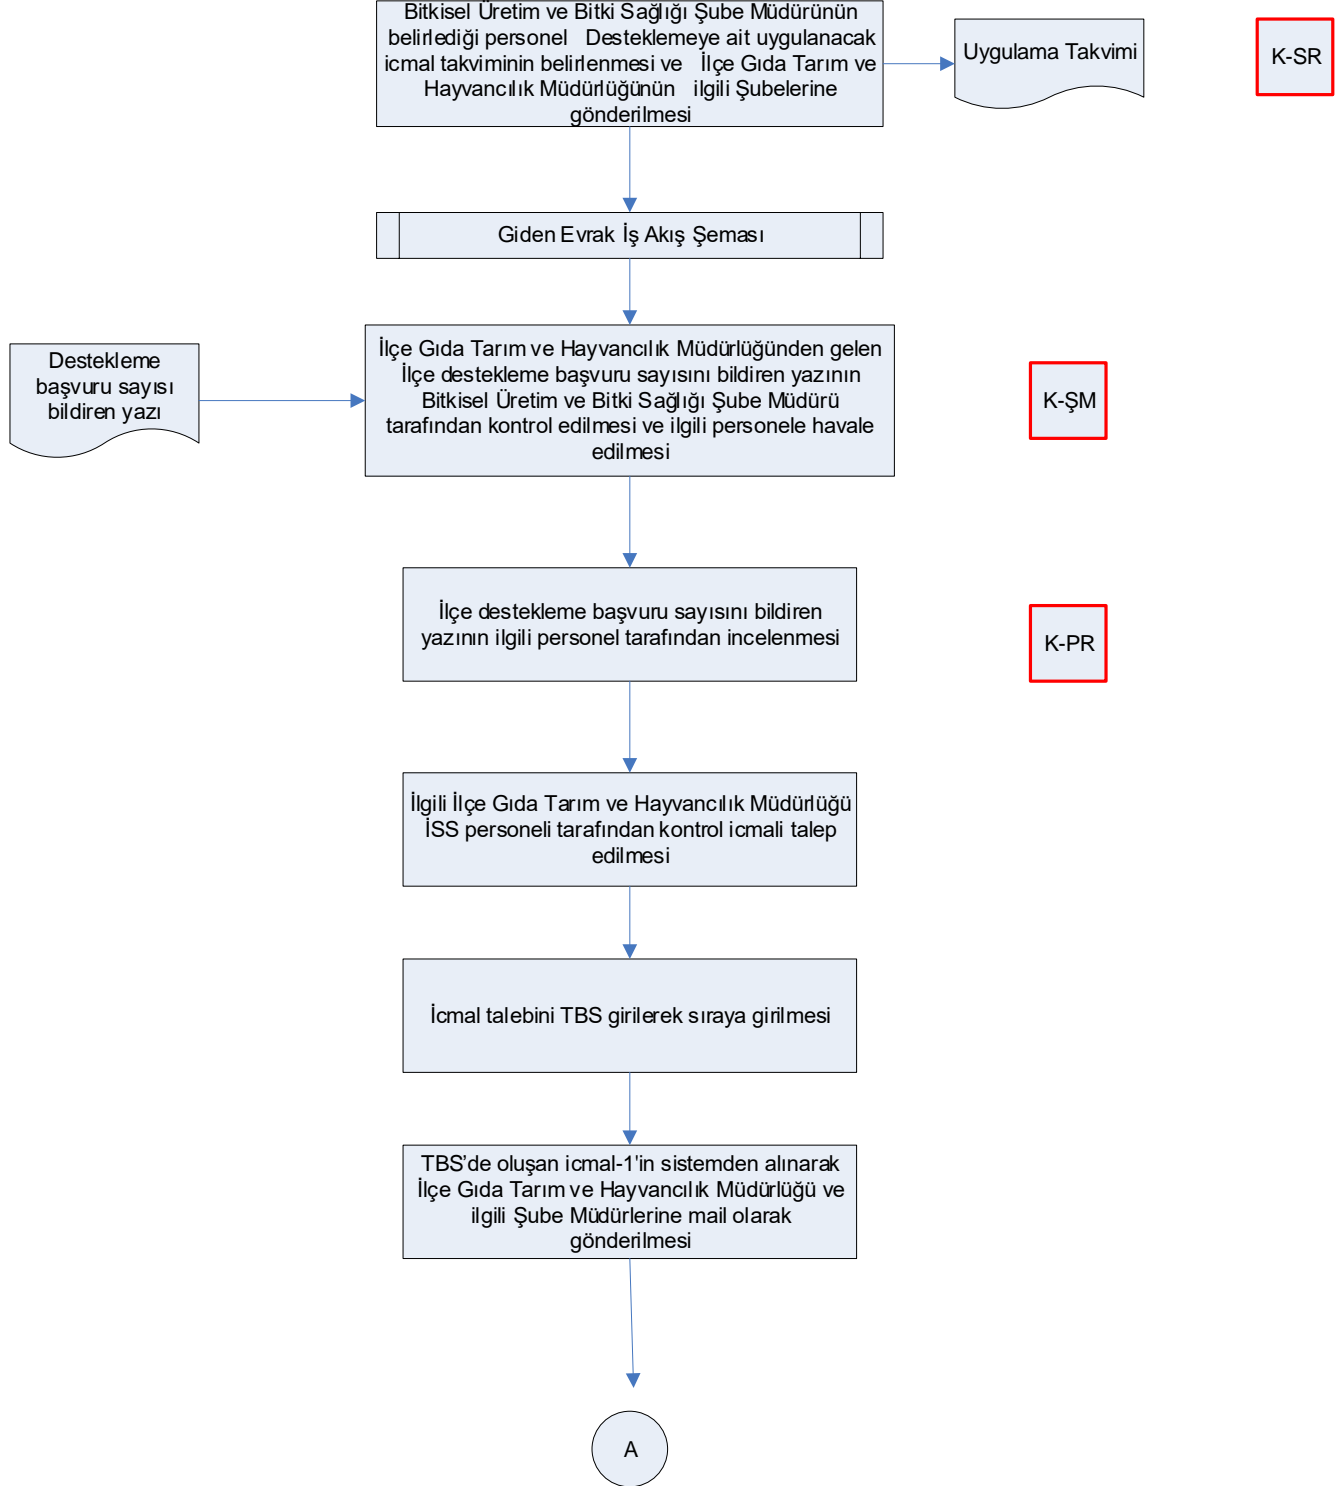 Bitkisel Üretim ve Bitki Sağlığı Şube Müdürünün
belirlediği personel Desteklemeye ait uygulanacak
icmal takviminin belirlenmesi ve İlçe Gıda Tarım ve
Hayvancılık Müdürlüğünün ilgili Şubelerine
gönderilmesi
Uygulama Takvimi
K-SR
Giden Evrak İş Akış Şeması
Destekleme
başvuru sayısı
bildiren yazı
İlçe Gıda Tarım ve Hayvancılık Müdürlüğünden gelen
İlçe destekleme başvuru sayısını bildiren yazının
Bitkisel Üretim ve Bitki Sağlığı Şube Müdürü
tarafından kontrol edilmesi ve ilgili personele havale
edilmesi
K-ŞM
İlçe destekleme başvuru sayısını bildiren
yazının ilgili personel tarafından incelenmesi
K-PR
İlgili İlçe Gıda Tarım ve Hayvancılık Müdürlüğü
İSS personeli tarafından kontrol icmali talep
edilmesi
İcmal talebini TBS girilerek sıraya girilmesi
TBS’de oluşan icmal-1'in sistemden alınarak
İlçe Gıda Tarım ve Hayvancılık Müdürlüğü ve
ilgili Şube Müdürlerine mail olarak
gönderilmesi
A